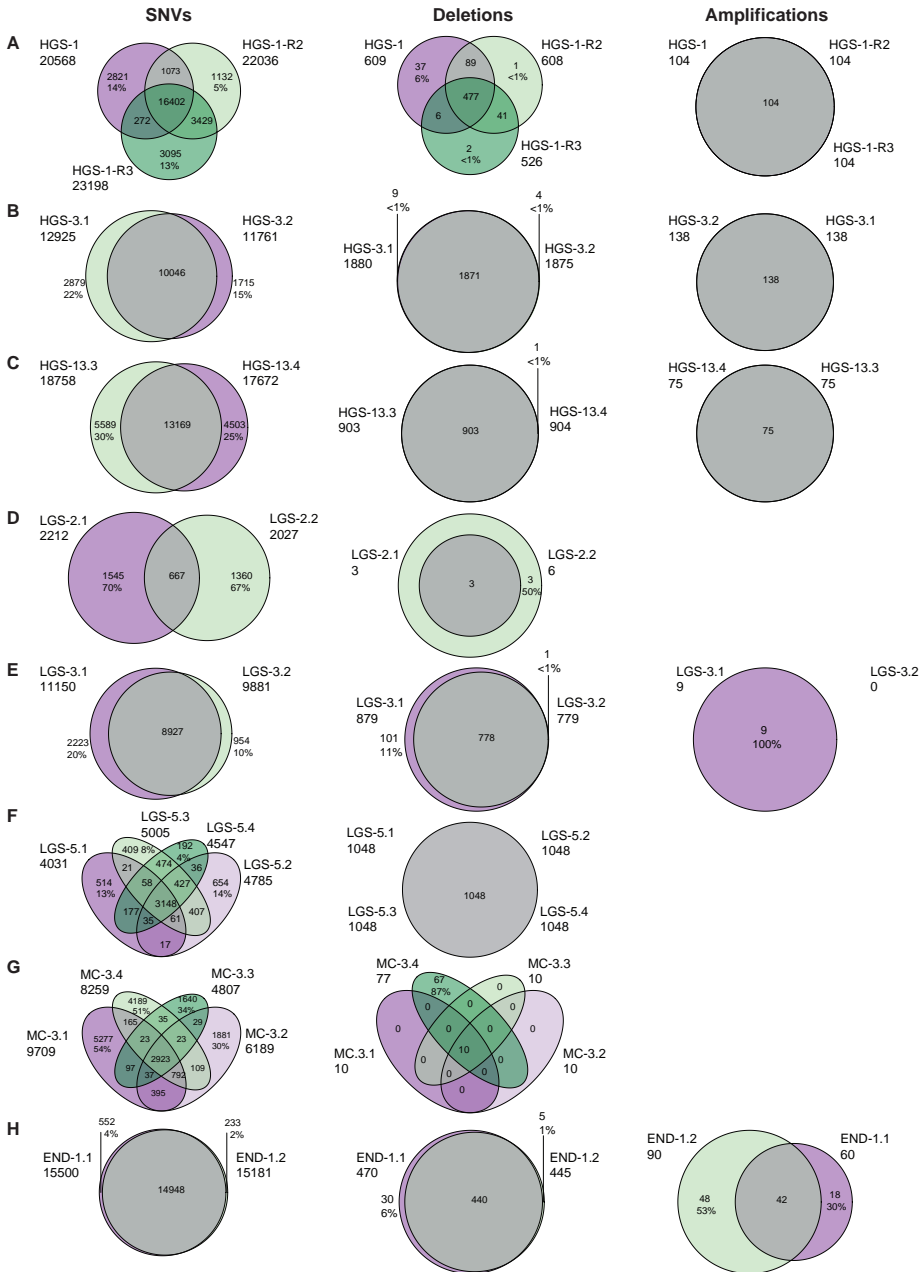 SNVs
Deletions
Amplifications
A
HGS-1
20568
HGS-1-R2
22036
2821
14%
1073
1132
5%
16402
272
3429
3095
13%
HGS-1-R3
23198
HGS-1
609
HGS-1-R2
608
37
6%
89
1
<1%
477
6
41
2
<1%
HGS-1-R3
526
HGS-1
104
HGS-1-R2
104
104
HGS-1-R3
104
B
HGS-3.1
12925
HGS-3.2
11761
10046
2879
22%
1715
15%
9
<1%
4
<1%
HGS-3.1
1880
HGS-3.2
1875
1871
HGS-3.2
138
HGS-3.1
138
138
C
HGS-13.3
18758
HGS-13.4
17672
5589
30%
13169
4503
25%
1
<1%
HGS-13.3
903
HGS-13.4
904
903
HGS-13.4
75
HGS-13.3
75
75
D
LGS-2.1
2212
LGS-2.2
2027
1545
70%
667
1360
67%
LGS-2.1
3
LGS-2.2
6
3
3
50%
E
LGS-3.1
11150
LGS-3.2
9881
8927
2223
20%
954
10%
1
<1%
LGS-3.1
879
LGS-3.2
779
101
11%
778
LGS-3.1
9
LGS-3.2
0
9
100%
F
LGS-5.3
5005
LGS-5.4
4547
LGS-5.1
4031
LGS-5.2
4785
409 8%
192
4%
21
474
36
514
13%
58
427
654
14%
3148
177
35
61
407
17
LGS-5.1
1048
LGS-5.2
1048
1048
LGS-5.3
1048
LGS-5.4
1048
G
MC-3.4
8259
MC-3.3
4807
MC-3.1
9709
MC-3.2
6189
4189
51%
1640
34%
165
35
29
5277
54%
23
23
1881
30%
2923
97
37
792
109
395
MC-3.4
77
MC-3.3
10
67
87%
0
0
0
0
0
0
0
0
10
0
0
0
0
0
MC-3.1
10
MC-3.2
10
H
552
4%
233
2%
END-1.1
15500
END-1.2
15181
14948
5
1%
END-1.1
470
END-1.2
445
30
6%
440
END-1.2
90
END-1.1
60
48
53%
42
18
30%